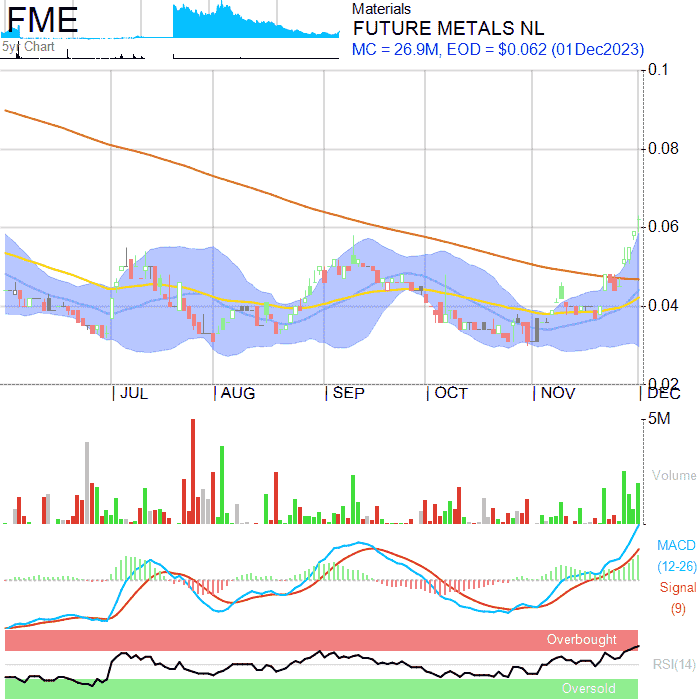 FME
5yr Chart
Materials
FUTURE METALS NL
MC = 26.9M, EOD = $0.062 (01Dec2023)
0.1
0.08
0.06
0.04
0.02
JUL
AUG
SEP
OCT
NOV
DEC
5M
Volume
MACD
(12-26)
Signal
(9)
Overbought
RSI(14)
Oversold